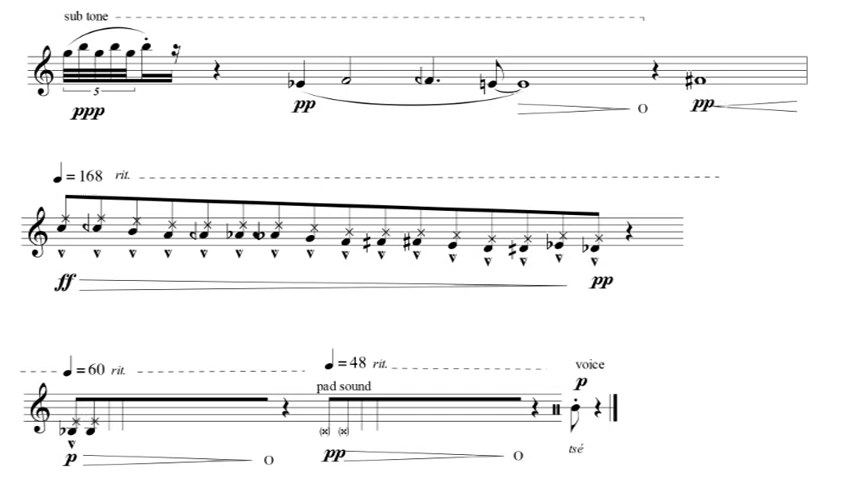 sub tone
5
ppp pp O pp
= 168 rit.
ff pp
= 60 rit. = 48 rit. voice
pad sound p
p O pp O tsé